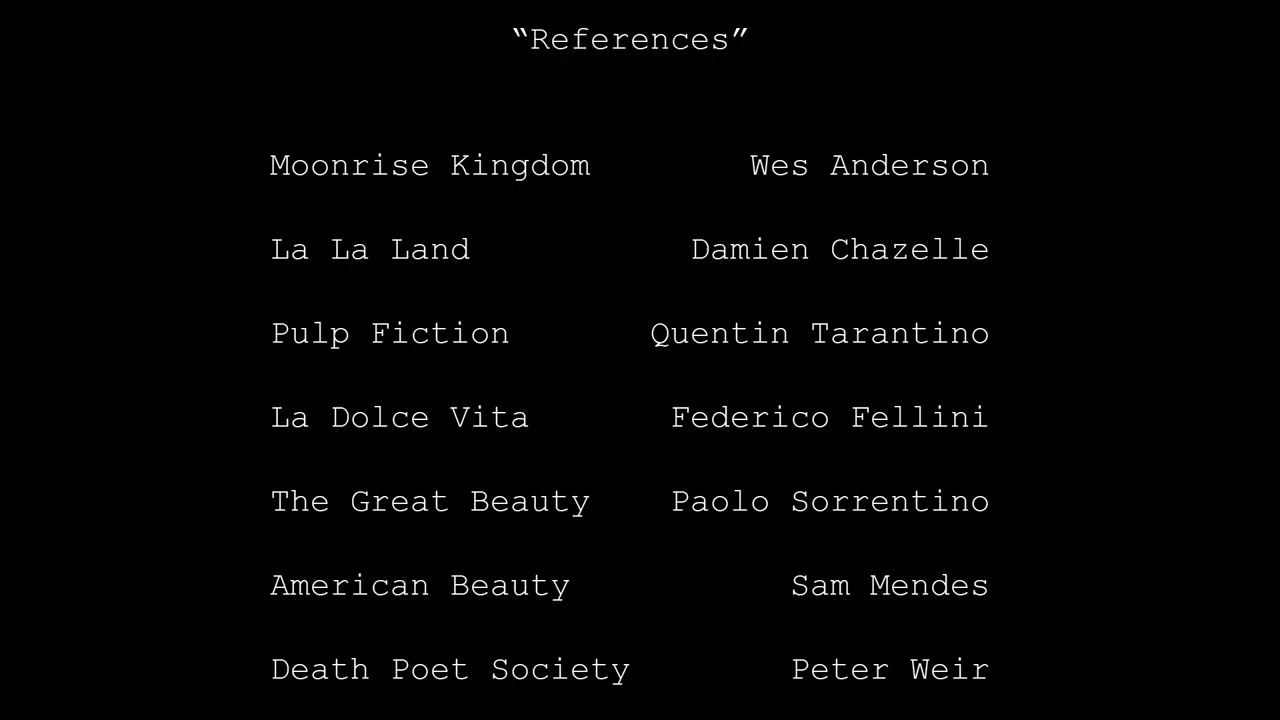 “References”
Moonrise Kingdom Wes Anderson
La La Land Damien Chazelle
Pulp Fiction Quentin Tarantino
La Dolce Vita Federico Fellini
The Great Beauty Paolo Sorrentino
American Beauty Sam Mendes
Death Poet Society Peter Weir